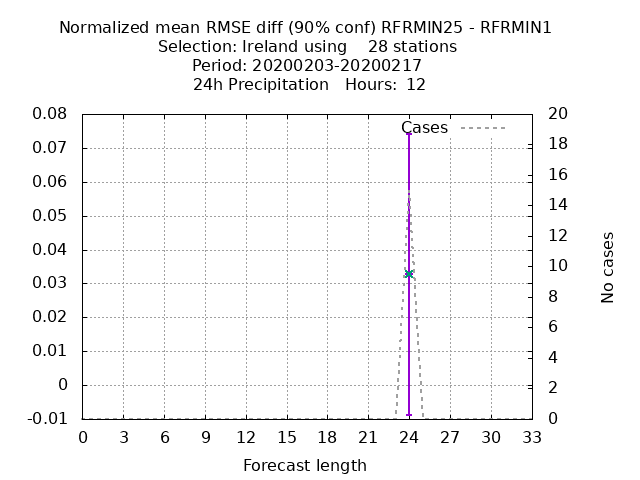 Normalized mean RMSE diff (90% conf) RFRMIN25 - RFRMIN1
Selection: Ireland using    28 stations
Period: 20200203-20200217
24h Precipitation   Hours:  12
Cases
0.08
0.07
0.06
0.05
0.04
0.03
0.02
0.01
0
-0.01
20
18
16
14
12
10
8
6
4
2
0
No cases
0 3 6 9 12 15 18 21 24 27 30 33
Forecast length